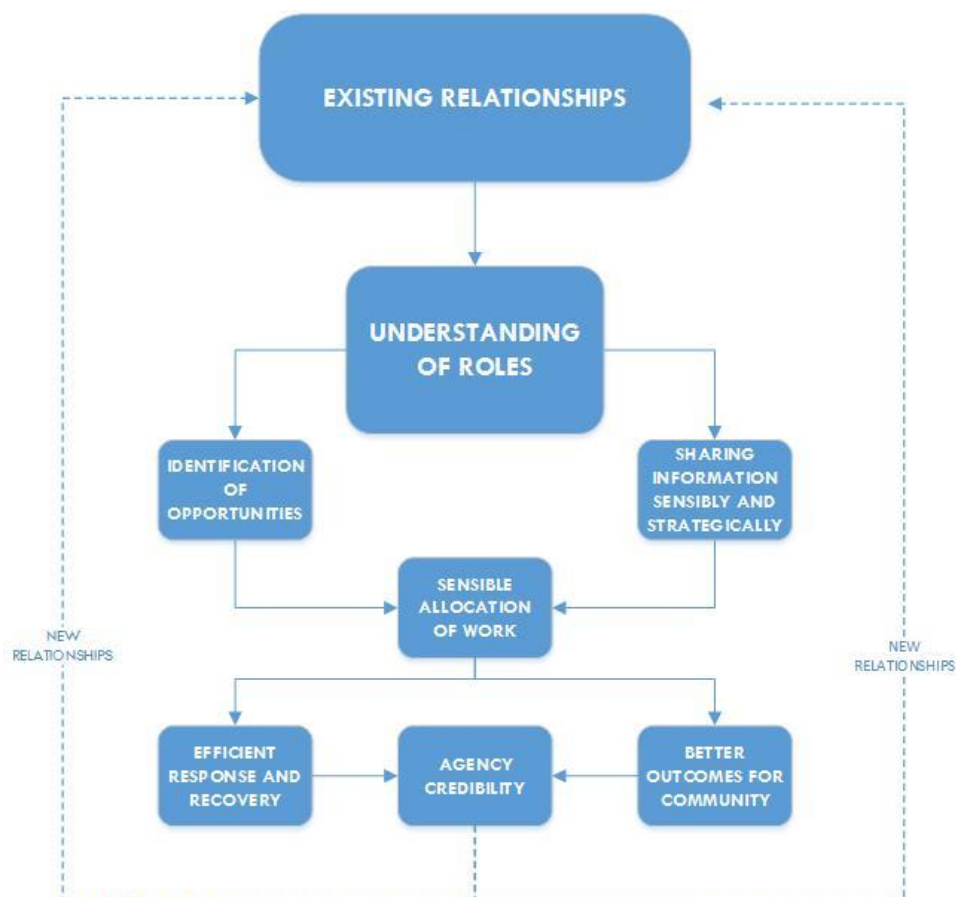 EXISTING RELATIONSHIPS
UNDERSTANDING
OF ROLES
IDENTIFICATION
OF
OPPORTUNITIES
SHARING
INFORMATION
SENSIBLY AND
STRATEGICALLY
SENSIBLE
ALLOCATION
OF WORK
NEW
RELATIONSHIPS
NEW
RELATIONSHIPS
EFFICIENT
RESPONSE AND
RECOVERY
AGENCY
CREDIBILITY
BETTER
OUTCOMES FOR
COMMUNITY